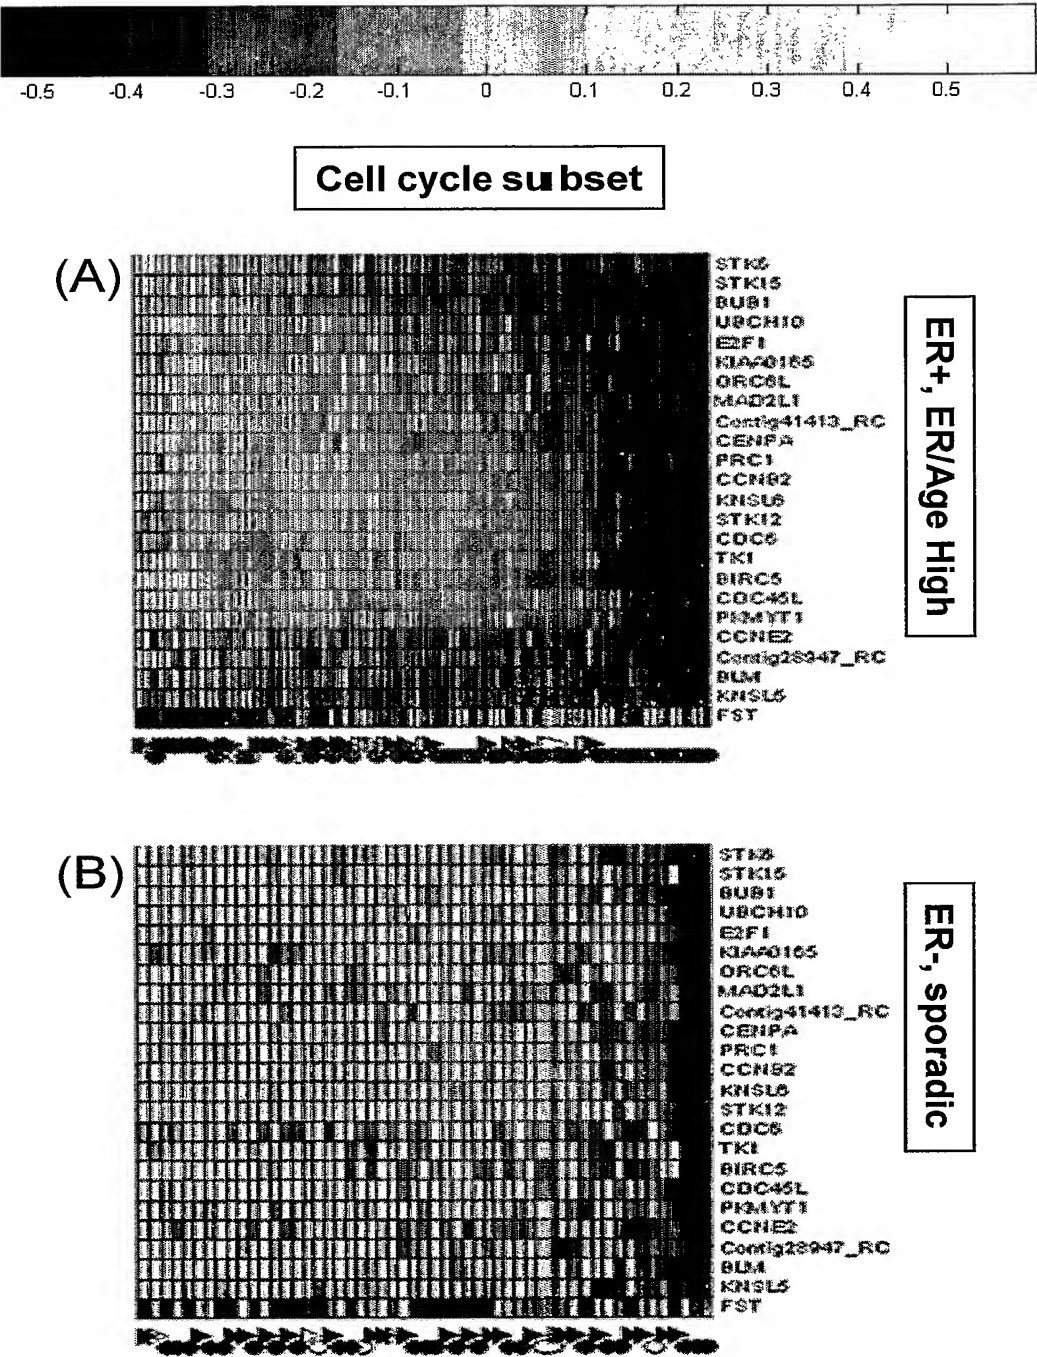 -0.5 -0.4 -0.3 -0.2 -0.1 0 0.1 0.2 0.3 0.4 0.5
Cell cycle subset
(A)
STK6
STK15
BUB1
UBCH10
E2F1
KIAA0165
ORC6L
MAD2L1
Contig41413_RC
CENPA
PRC1
CCNB2
KNSL6
STK12
CDC6
TK1
BIRC5
CDC45L
PKMYT1
CCNE2
Contig28947_RC
BLM
KNSL5
FST
ER+, ER/Age High
(B)
STK6
STK15
BUB1
UBCH10
E2F1
KIAA0165
ORC6L
MAD2L1
Contig41413_RC
CENPA
PRC1
CCNB2
KNSL6
STK12
CDC6
TK1
BIRC5
CDC45L
PKMYT1
CCNE2
Contig28947_RC
BLM
KNSL5
FST
ER-, sporadic